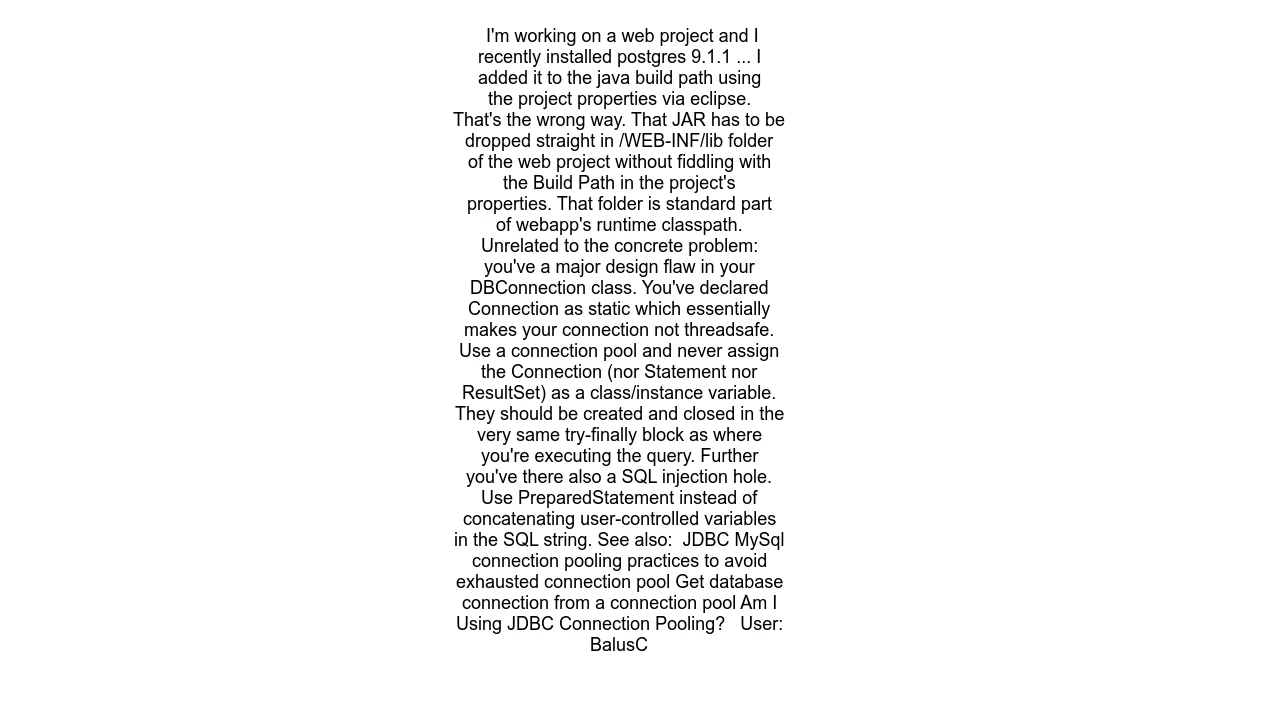 I'm working on a web project and I
recently installed postgres 9.1.1 ... I
added it to the java build path using
the project properties via eclipse.
That's the wrong way. That JAR has to be
dropped straight in /WEB-INF/lib folder
of the web project without fiddling with
the Build Path in the project's
properties. That folder is standard part
of webapp's runtime classpath.
Unrelated to the concrete problem:
you've a major design flaw in your
DBConnection class. You've declared
Connection as static which essentially
makes your connection not threadsafe.
Use a connection pool and never assign
the Connection (nor Statement nor
ResultSet) as a class/instance variable.
They should be created and closed in the
very same try-finally block as where
you're executing the query. Further
you've there also a SQL injection hole.
Use PreparedStatement instead of
concatenating user-controlled variables
in the SQL string. See also:  JDBC MySql
connection pooling practices to avoid
exhausted connection pool Get database
connection from a connection pool Am I
Using JDBC Connection Pooling?   User:
BalusC